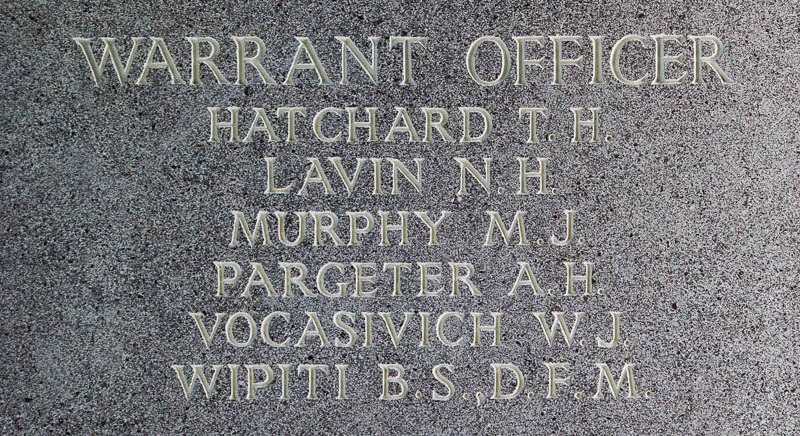 WARRANT OFFICER
HATCHARD T. H.
LAVIN N. H.
MURPHY M. J.
PARGETER A. H.
VOCASIVICH W. J.
WIPITI B. S., D. F. M.